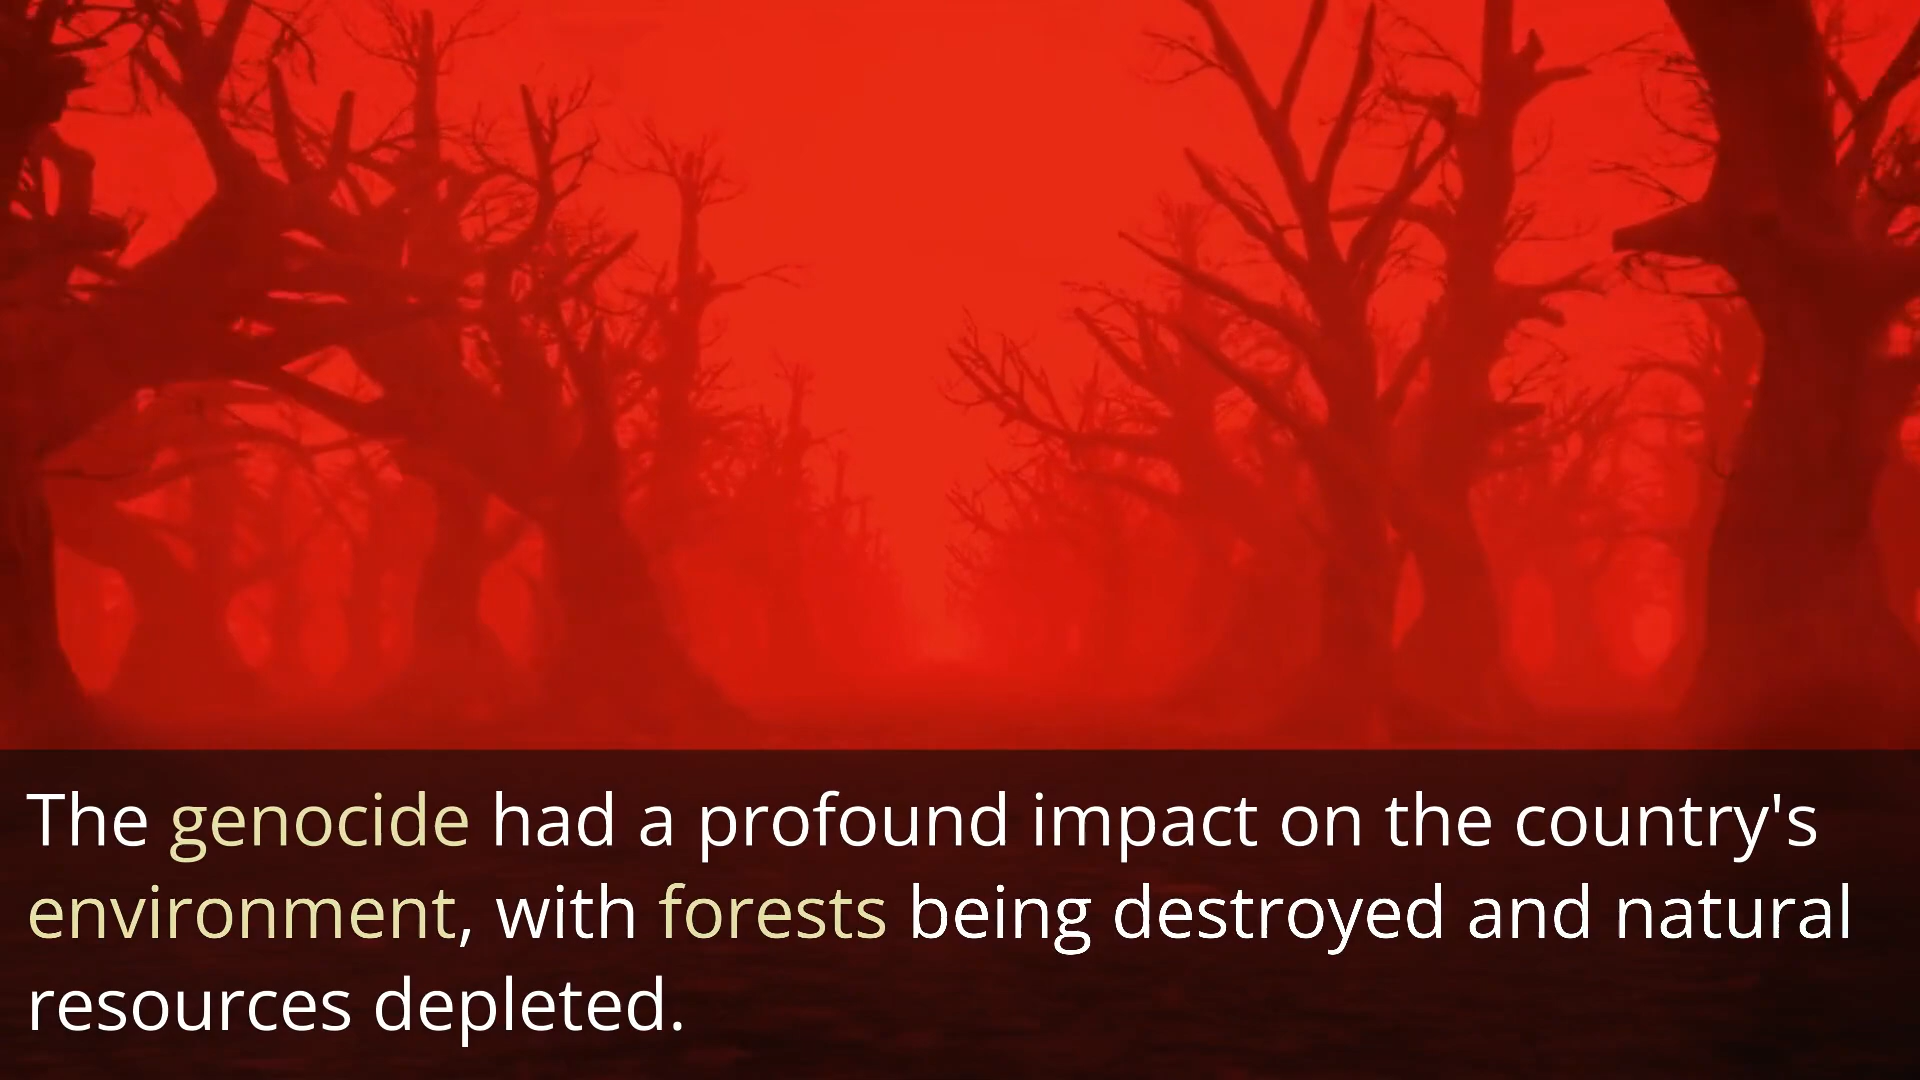 The genocide had a profound impact on the country's
environment, with forests being destroyed and natural
resources depleted.